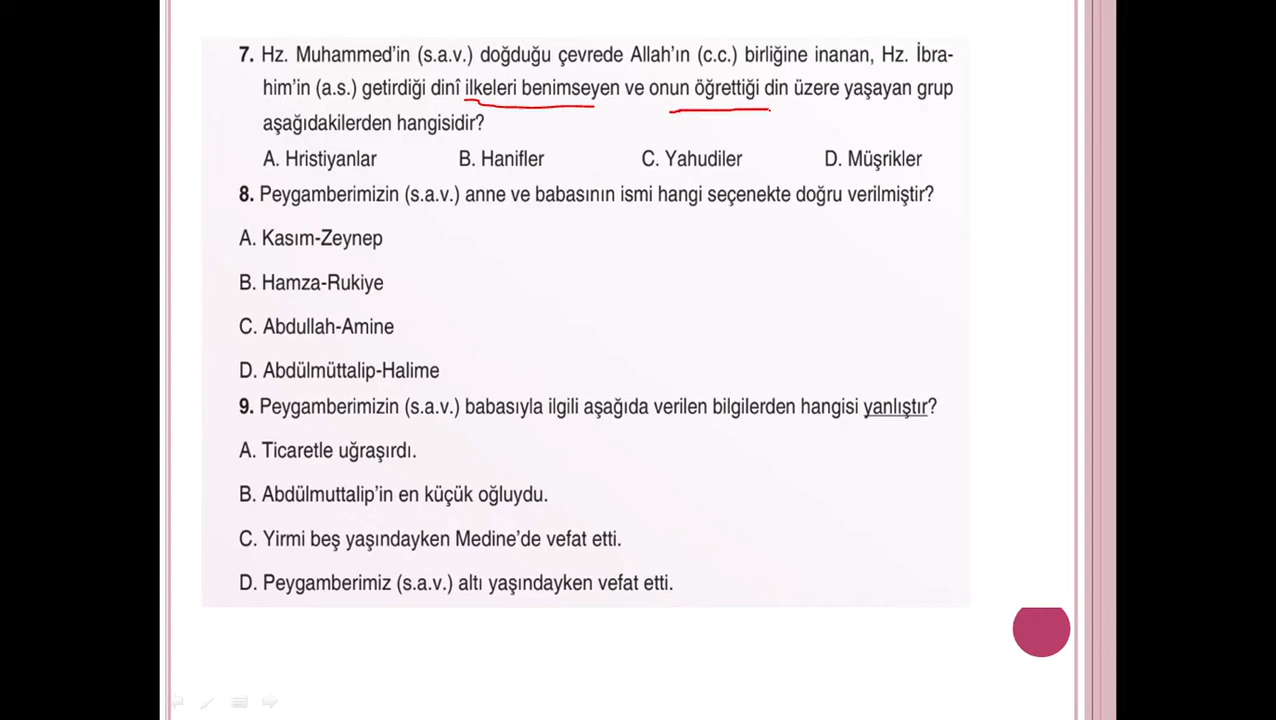 7. Hz. Muhammed'in (s.a.v.) doğduğu çevrede Allah'ın (c.c.) birliğine inanan, Hz. İbra-
him'in (a.s.) getirdiği dinî ilkeleri benimseyen ve onun öğrettiği din üzere yaşayan grup
aşağıdakilerden hangisidir?
A. Hristiyanlar B. Hanifler C. Yahudiler D. Müşrikler
8. Peygamberimizin (s.a.v.) anne ve babasının ismi hangi seçenekte doğru verilmiştir?
A. Kasım-Zeynep
B. Hamza-Rukiye
C. Abdullah-Amine
D. Abdülmüttalip-Halime
9. Peygamberimizin (s.a.v.) babasıyla ilgili aşağıda verilen bilgilerden hangisi yanlıştır?
A. Ticaretle uğraşırdı.
B. Abdülmuttalip'in en küçük oğluydu.
C. Yirmi beş yaşındayken Medine'de vefat etti.
D. Peygamberimiz (s.a.v.) altı yaşındayken vefat etti.